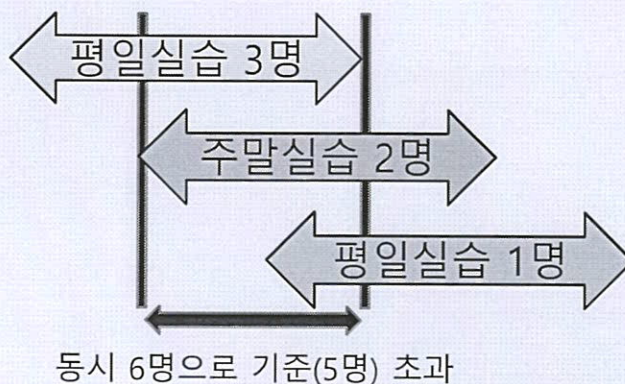 평일실습 3명
주말실습 2명
평일실습 1명
동시 6명으로 기준(5명) 초과